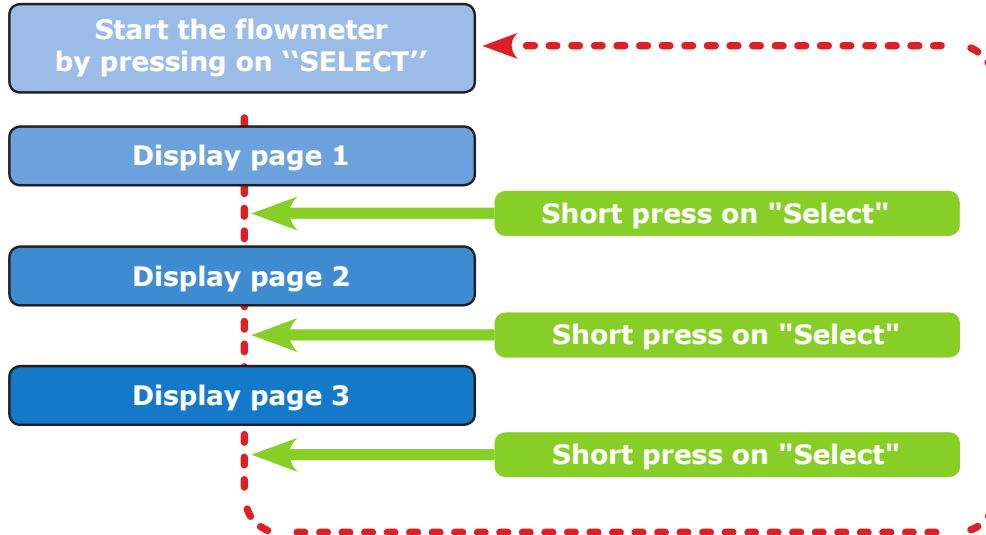 Start the flowmeter
by pressing on ‘‘SELECT’’
Display page 1
Short press on "Select"
Display page 2
Short press on "Select"
Display page 3
Short press on "Select"